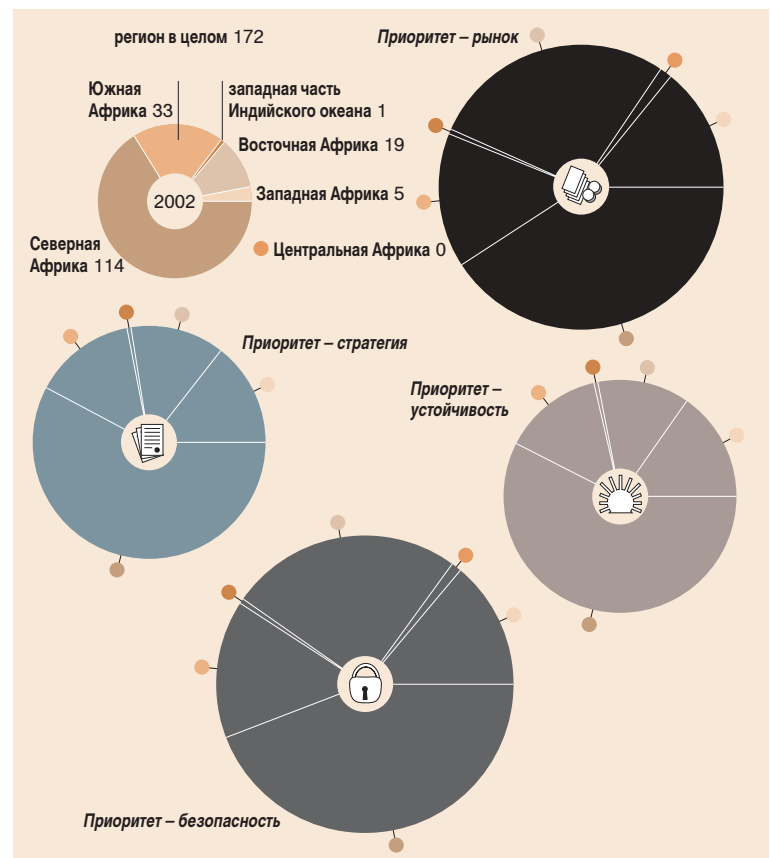 регион в целом 172
Приоритет – рынок
Южная
Африка 33
западная часть
Индийского океана 1
Восточная Африка 19
2002
Западная Африка 5
Северная
Африка 114
Центральная Африка 0
Приоритет – стратегия
Приоритет –
устойчивость
Приоритет – безопасность